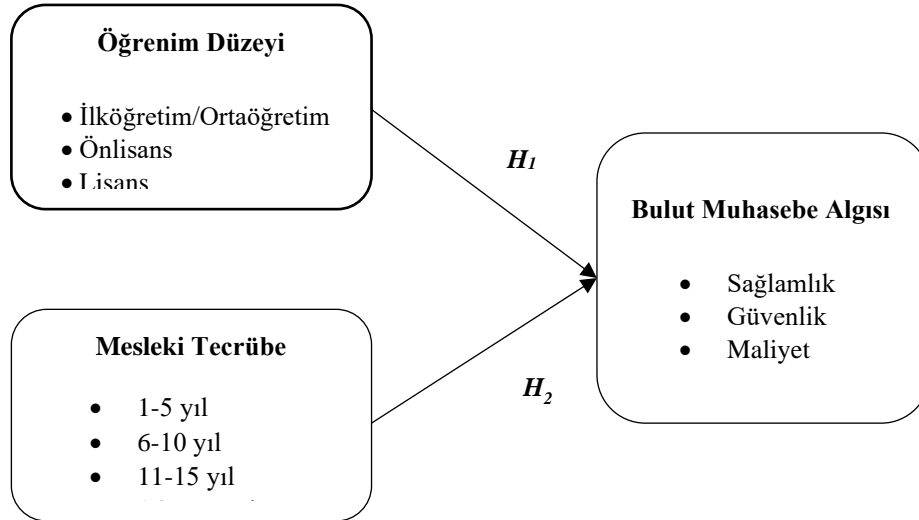 Öğrenim Düzeyi
• İlköğretim/Ortaöğretim
• Önlisans
• Lisans
H1
Bulut Muhasebe Algısı
• Sağlamlık
• Güvenlik
• Maliyet
Mesleki Tecrübe
• 1-5 yıl
• 6-10 yıl
• 11-15 yıl
H2